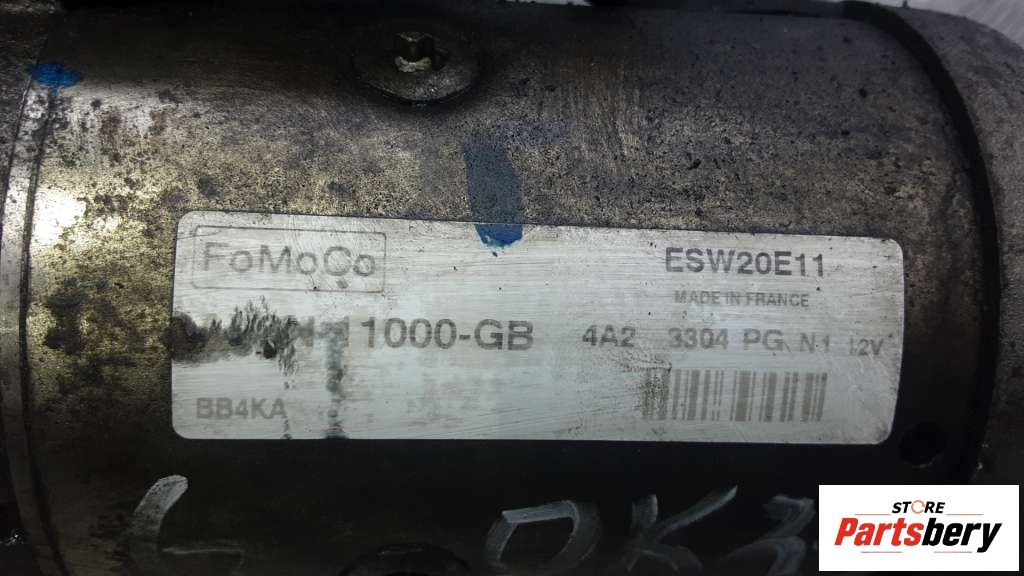 FoMoCo
ESW20E11
MADE IN FRANCE
11000-GB 4A2 3304 PG N1 12V
BB4KA
STORE
Partsbery